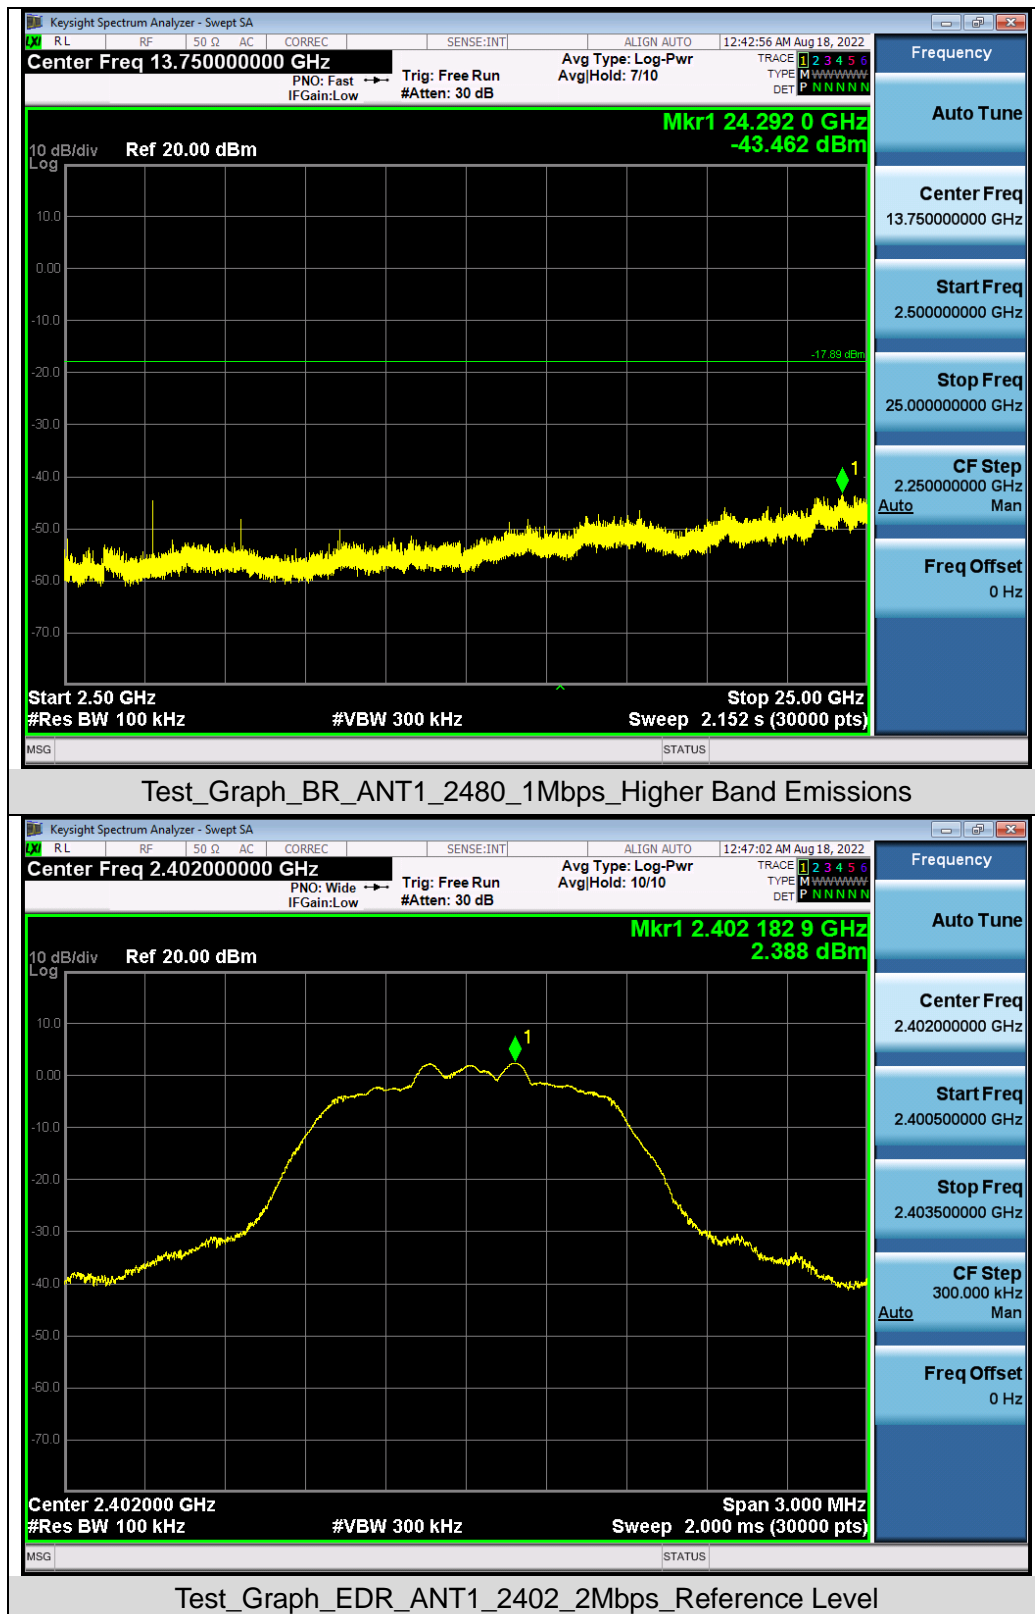 Keysight Spectrum Analyzer - Swept SA
LXI RL RF 50 Ω AC CORREC SENSE:INT ALIGN AUTO 12:42:56 AM Aug 18, 2022
Center Freq 13.750000000 GHz
PNO: Fast
IFGain:Low
Trig: Free Run
#Atten: 30 dB
Avg Type: Log-Pwr
Avg|Hold: 7/10
TRACE 1 2 3 4 5 6
TYPE M WWWWW
DET P N N N N N
Mkr1 24.292 0 GHz
-43.462 dBm
10 dB/div Ref 20.00 dBm
Log
10.0
0.00
-10.0
-17.89 dBm
-20.0
-30.0
-40.0
1
-50.0
-60.0
-70.0
Start 2.50 GHz Stop 25.00 GHz
#Res BW 100 kHz #VBW 300 kHz Sweep 2.152 s (30000 pts)
MSG STATUS
Frequency
Auto Tune
Center Freq
13.750000000 GHz
Start Freq
2.500000000 GHz
Stop Freq
25.000000000 GHz
CF Step
2.250000000 GHz
Auto Man
Freq Offset
0 Hz
Test_Graph_BR_ANT1_2480_1Mbps_Higher Band Emissions
Keysight Spectrum Analyzer - Swept SA
LXI RL RF 50 Ω AC CORREC SENSE:INT ALIGN AUTO 12:47:02 AM Aug 18, 2022
Center Freq 2.402000000 GHz
PNO: Wide
IFGain:Low
Trig: Free Run
#Atten: 30 dB
Avg Type: Log-Pwr
Avg|Hold: 10/10
TRACE 1 2 3 4 5 6
TYPE M WWWWW
DET P N N N N N
Mkr1 2.402 182 9 GHz
2.388 dBm
10 dB/div Ref 20.00 dBm
Log
10.0
1
0.00
-10.0
-20.0
-30.0
-40.0
-50.0
-60.0
-70.0
Center 2.402000 GHz Span 3.000 MHz
#Res BW 100 kHz #VBW 300 kHz Sweep 2.000 ms (30000 pts)
MSG STATUS
Frequency
Auto Tune
Center Freq
2.402000000 GHz
Start Freq
2.400500000 GHz
Stop Freq
2.403500000 GHz
CF Step
300.000 kHz
Auto Man
Freq Offset
0 Hz
Test_Graph_EDR_ANT1_2402_2Mbps_Reference Level